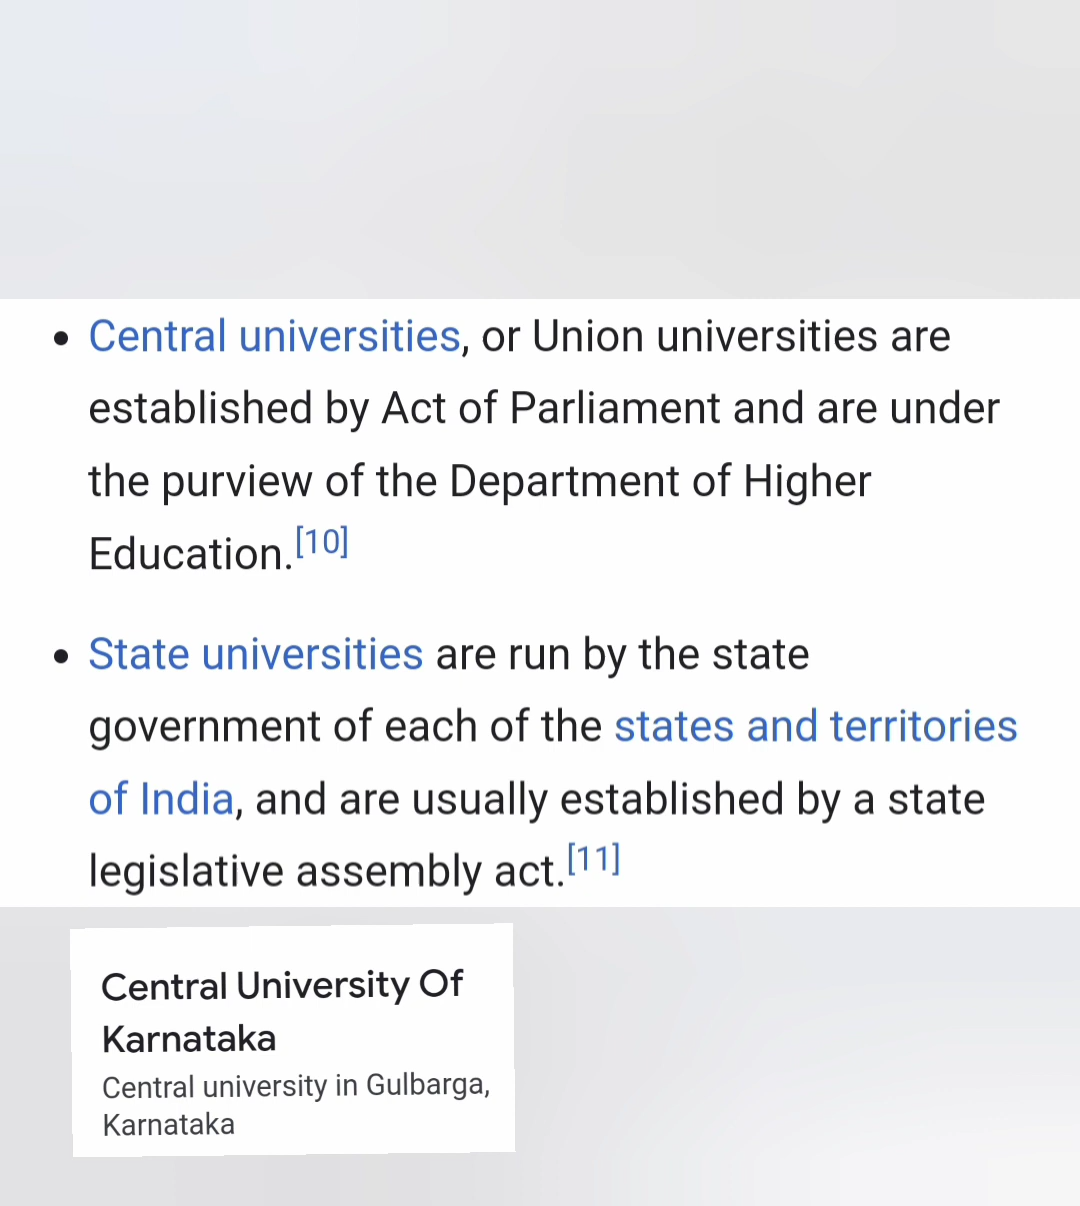 • Central universities, or Union universities are
established by Act of Parliament and are under
the purview of the Department of Higher
Education.[10]
• State universities are run by the state
government of each of the states and territories
of India, and are usually established by a state
legislative assembly act.[11]
Central University Of
Karnataka
Central university in Gulbarga,
Karnataka